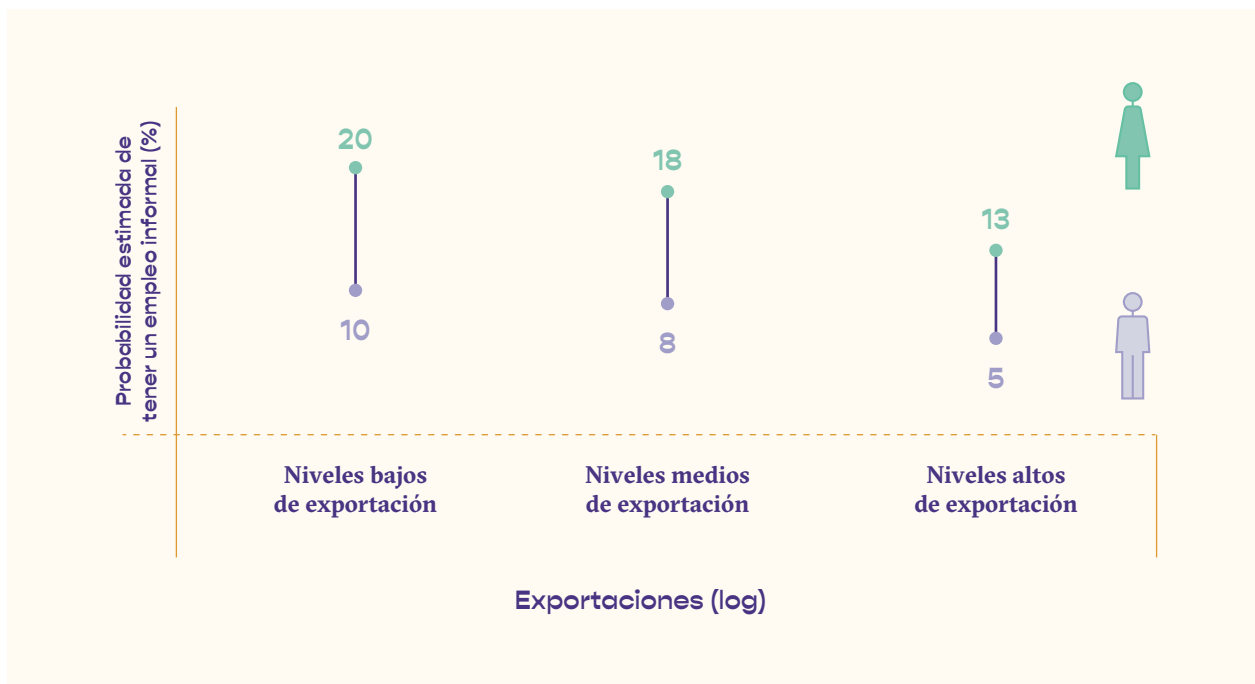 Probabilidad estimada de
tener un empleo informal (%)
20
10
18
8
13
5
Niveles bajos
de exportación
Niveles medios
de exportación
Niveles altos
de exportación
Exportaciones (log)